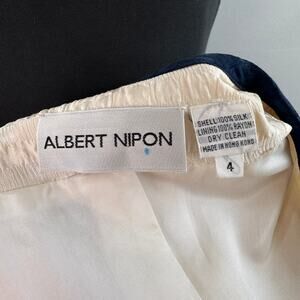 ALBERT NIPON
SHELL:100% SILK
LINING:100% RAYON
DRY CLEAN
MADE IN HONG KONG
4